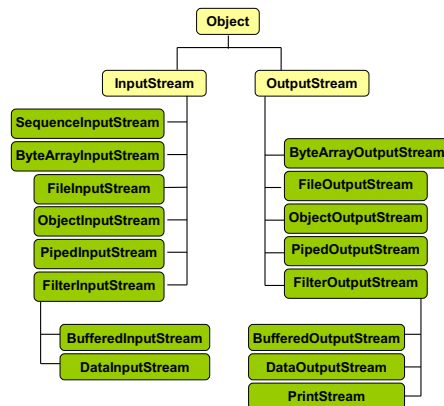 Object
InputStream
OutputStream
SequenceInputStream
ByteArrayInputStream
FileInputStream
ObjectInputStream
PipedInputStream
FilterInputStream
BufferedInputStream
DataInputStream
ByteArrayOutputStream
FileOutputStream
ObjectOutputStream
PipedOutputStream
FilterOutputStream
BufferedOutputStream
DataOutputStream
PrintStream